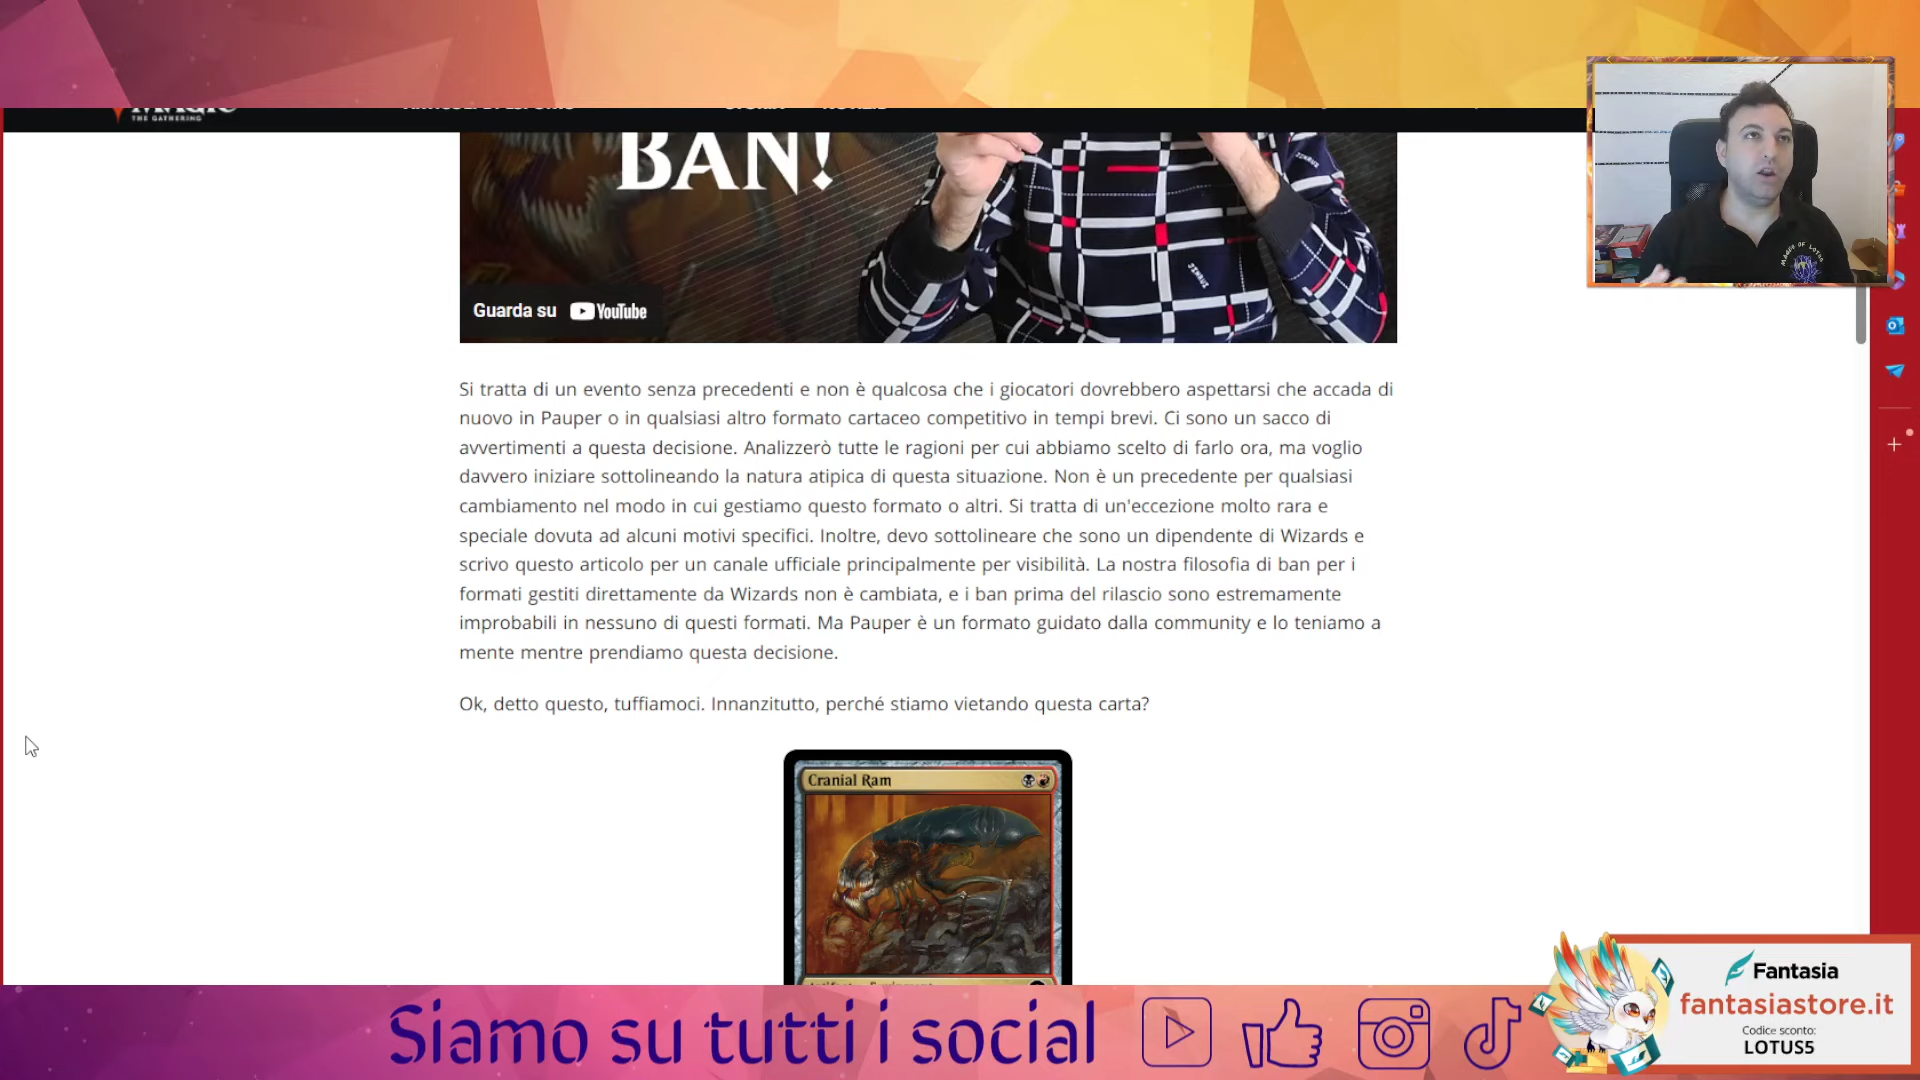 THE GATHERING
BAN!
Guarda su YouTube
MAGE OF LOTUS
Si tratta di un evento senza precedenti e non è qualcosa che i giocatori dovrebbero aspettarsi che accada di
nuovo in Pauper o in qualsiasi altro formato cartaceo competitivo in tempi brevi. Ci sono un sacco di
avvertimenti a questa decisione. Analizzerò tutte le ragioni per cui abbiamo scelto di farlo ora, ma voglio
davvero iniziare sottolineando la natura atipica di questa situazione. Non è un precedente per qualsiasi
cambiamento nel modo in cui gestiamo questo formato o altri. Si tratta di un'eccezione molto rara e
speciale dovuta ad alcuni motivi specifici. Inoltre, devo sottolineare che sono un dipendente di Wizards e
scrivo questo articolo per un canale ufficiale principalmente per visibilità. La nostra filosofia di ban per i
formati gestiti direttamente da Wizards non è cambiata, e i ban prima del rilascio sono estremamente
improbabili in nessuno di questi formati. Ma Pauper è un formato guidato dalla community e lo teniamo a
mente mentre prendiamo questa decisione.
Ok, detto questo, tuffiamoci. Innanzitutto, perché stiamo vietando questa carta?
Cranial Ram
Siamo su tutti i social
Fantasia
fantasiastore.it
Codice sconto:
LOTUS5